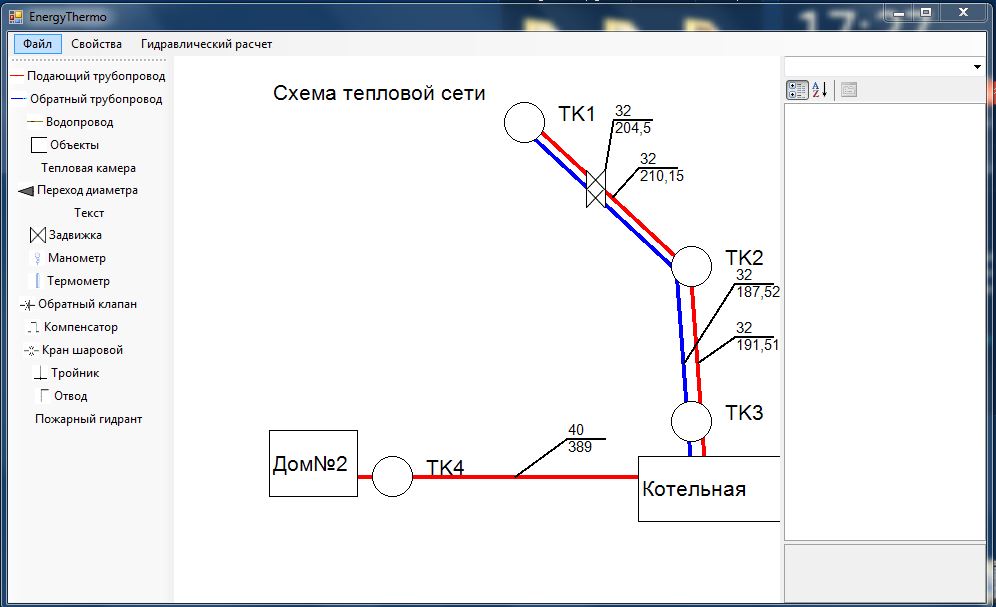 EnergyThermo
17:27
Файл Свойства Гидравлический расчет
Подающий трубопровод
Обратный трубопровод
Водопровод
Объекты
Тепловая камера
Переход диаметра
Текст
Задвижка
Манометр
Термометр
Обратный клапан
Компенсатор
Кран шаровой
Тройник
Отвод
Пожарный гидрант
Схема тепловой сети
ТК1
32
204,5
32
210,15
ТК2
32
187,52
32
191,51
ТК3
40
389
Дом№2
ТК4
Котельная